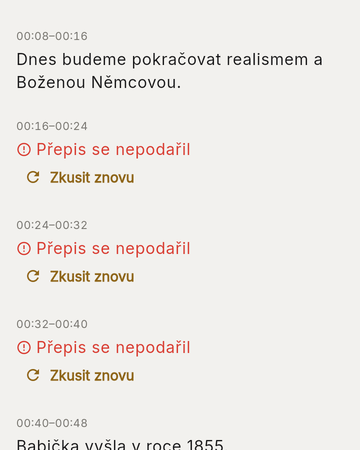 00:08–00:16
Dnes budeme pokračovat realismem a
Boženou Němcovou.
00:16–00:24
Přepis se nepodařil
Zkusit znovu
00:24–00:32
Přepis se nepodařil
Zkusit znovu
00:32–00:40
Přepis se nepodařil
Zkusit znovu
00:40–00:48
Babička vyšla v roce 1855.